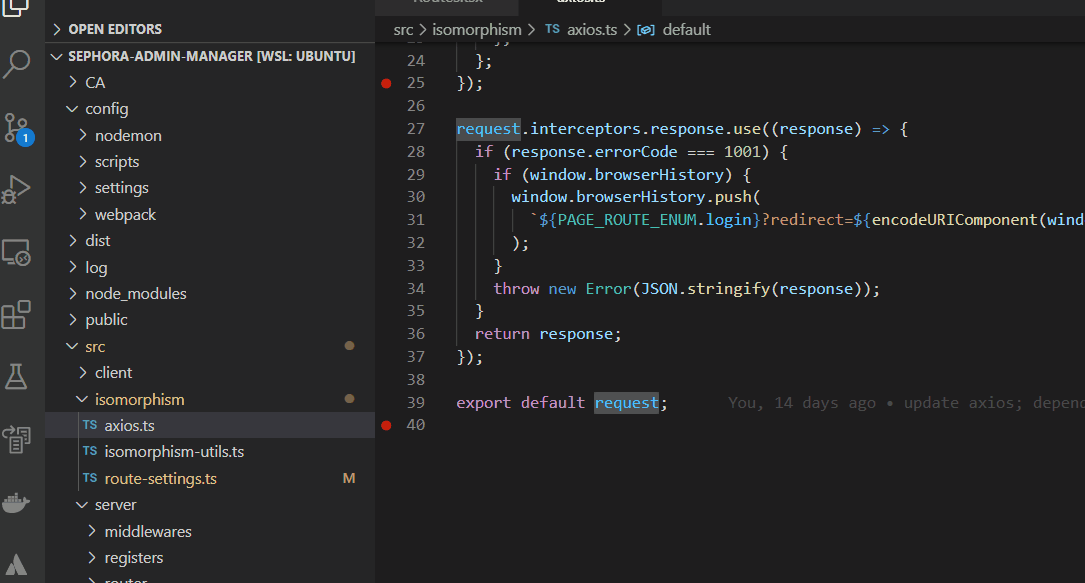 OPEN EDITORS
SEPHORA-ADMIN-MANAGER [WSL: UBUNTU]
CA
config
nodemon
scripts
settings
webpack
dist
log
node_modules
public
src
client
isomorphism
TS axios.ts
TS isomorphism-utils.ts
TS route-settings.ts M
server
middlewares
registers
1
src > isomorphism > TS axios.ts > default
24 };
25 });
26
27 request.interceptors.response.use((response) => {
28 if (response.errorCode === 1001) {
29 if (window.browserHistory) {
30 window.browserHistory.push(
31 `${PAGE_ROUTE_ENUM.login}?redirect=${encodeURIComponent(wind
32 );
33 }
34 throw new Error(JSON.stringify(response));
35 }
36 return response;
37 });
38
39 export default request; You, 14 days ago • update axios; depend
40